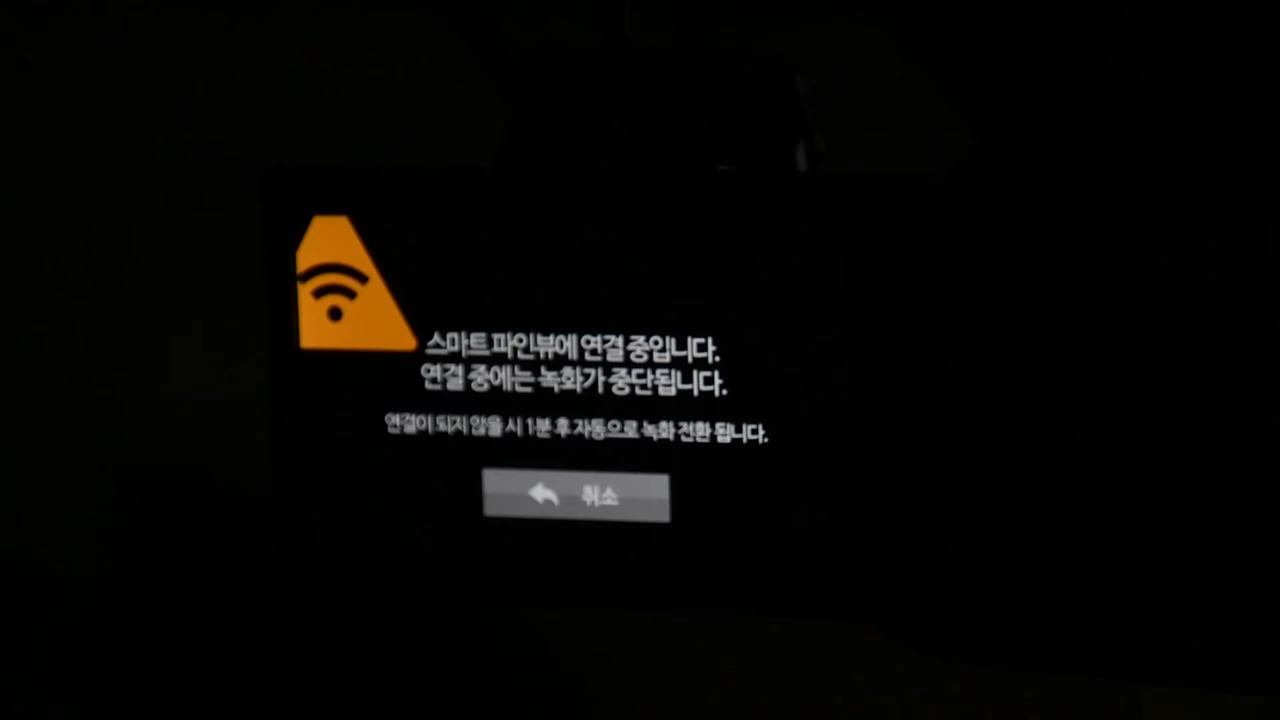 스마트 파인뷰에 연결 중입니다.
연결 중에는 녹화가 중단됩니다.
연결이 되지 않을 시 1분 후 자동으로 녹화 전환 됩니다.
취소